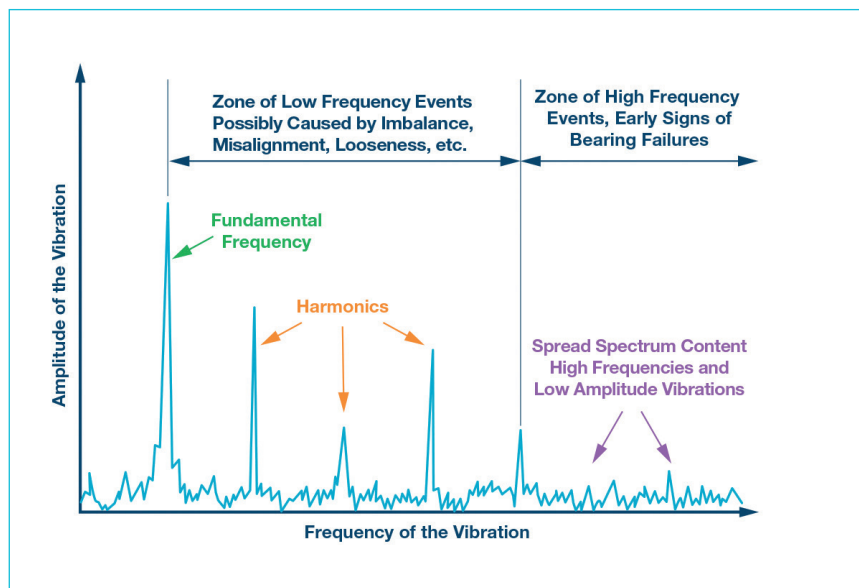 Zone of Low Frequency Events
Possibly Caused by Imbalance,
Misalignment, Looseness, etc.
Zone of High Frequency
Events, Early Signs of
Bearing Failures
Fundamental
Frequency
Harmonics
Spread Spectrum Content
High Frequencies and
Low Amplitude Vibrations
Amplitude of the Vibration
Frequency of the Vibration